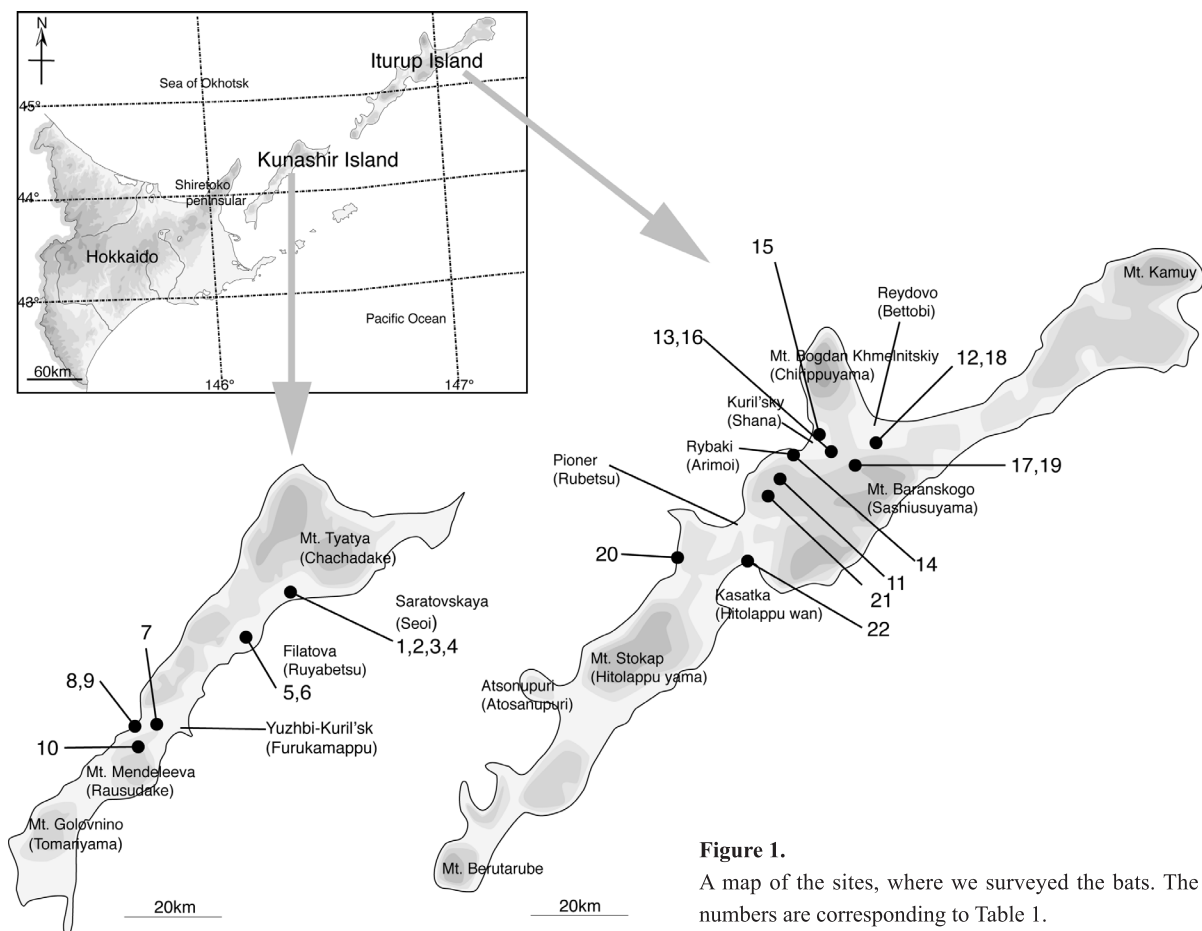 N
Iturup Island
Sea of Okhotsk
45°
Kunashir Island
Shiretoko
peninsular
44°
Hokkaido
43°
Pacific Ocean
60km
146°
147°
15
Mt. Kamuy
Reydovo
(Bettobi)
13,16
Mt. Bogdan Khmelnitskiy
(Chirippuyama)
12,18
Kuril'sky
(Shana)
Rybaki
(Arimoi)
Pioner
(Rubetsu)
17,19
Mt. Baranskogo
(Sashiusuyama)
20
14
11
21
Kasatka
(Hitolappu wan)
22
Mt. Stokap
(Hitolappu yama)
Atsonupuri
(Atosanupuri)
Mt. Berutarube
20km
Mt. Tyatya
(Chachadake)
Saratovskaya
(Seoi)
1,2,3,4
7
Filatova
(Ruyabetsu)
5,6
8,9
Yuzhbi-Kuril'sk
(Furukamappu)
10
Mt. Mendeleeva
(Rausudake)
Mt. Golovnino
(Tomariyama)
20km
Figure 1.
A map of the sites, where we surveyed the bats. The
numbers are corresponding to Table 1.